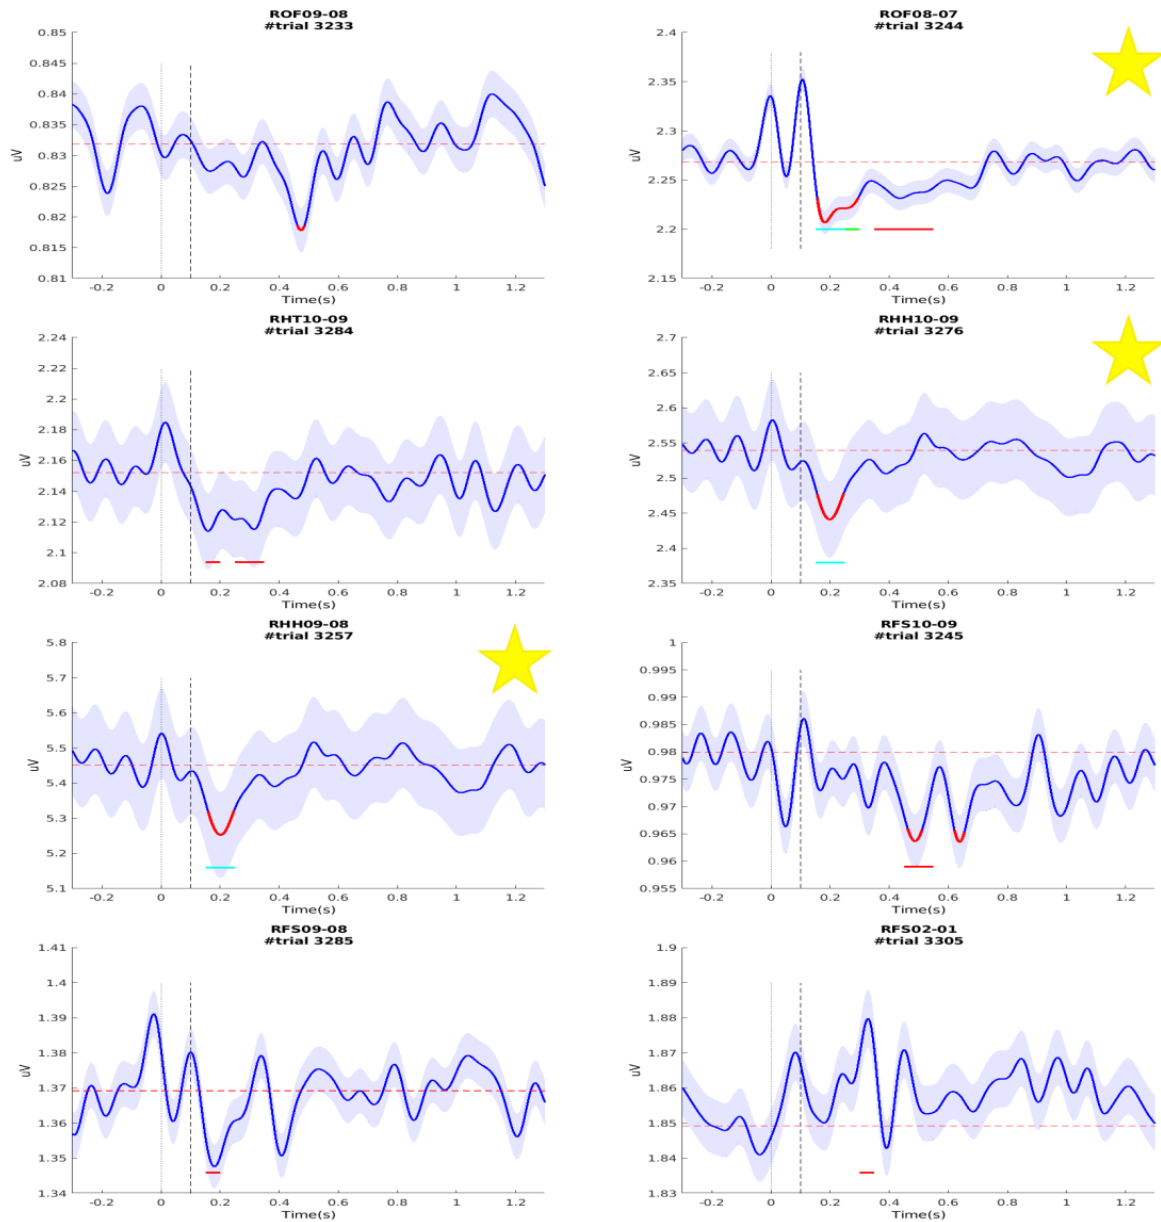 ROF09-08
#trial 3233
0.85
0.845
0.84
0.835
0.83
0.825
0.82
0.815
0.81
uV
-0.2 0 0.2 0.4 0.6 0.8 1 1.2
Time(s)
ROF08-07
#trial 3244
2.4
2.35
2.3
2.25
2.2
2.15
uV
-0.2 0 0.2 0.4 0.6 0.8 1 1.2
Time(s)
RHT10-09
#trial 3284
2.24
2.22
2.2
2.18
2.16
2.14
2.12
2.1
2.08
uV
-0.2 0 0.2 0.4 0.6 0.8 1 1.2
Time(s)
RHH10-09
#trial 3276
2.7
2.65
2.6
2.55
2.5
2.45
2.4
2.35
uV
-0.2 0 0.2 0.4 0.6 0.8 1 1.2
Time(s)
RHH09-08
#trial 3257
5.8
5.7
5.6
5.5
5.4
5.3
5.2
5.1
uV
-0.2 0 0.2 0.4 0.6 0.8 1 1.2
Time(s)
RFS10-09
#trial 3245
1
0.995
0.99
0.985
0.98
0.975
0.97
0.965
0.96
0.955
uV
-0.2 0 0.2 0.4 0.6 0.8 1 1.2
Time(s)
RFS09-08
#trial 3285
1.41
1.4
1.39
1.38
1.37
1.36
1.35
1.34
uV
-0.2 0 0.2 0.4 0.6 0.8 1 1.2
Time(s)
RFS02-01
#trial 3305
1.9
1.89
1.88
1.87
1.86
1.85
1.84
1.83
uV
-0.2 0 0.2 0.4 0.6 0.8 1 1.2
Time(s)